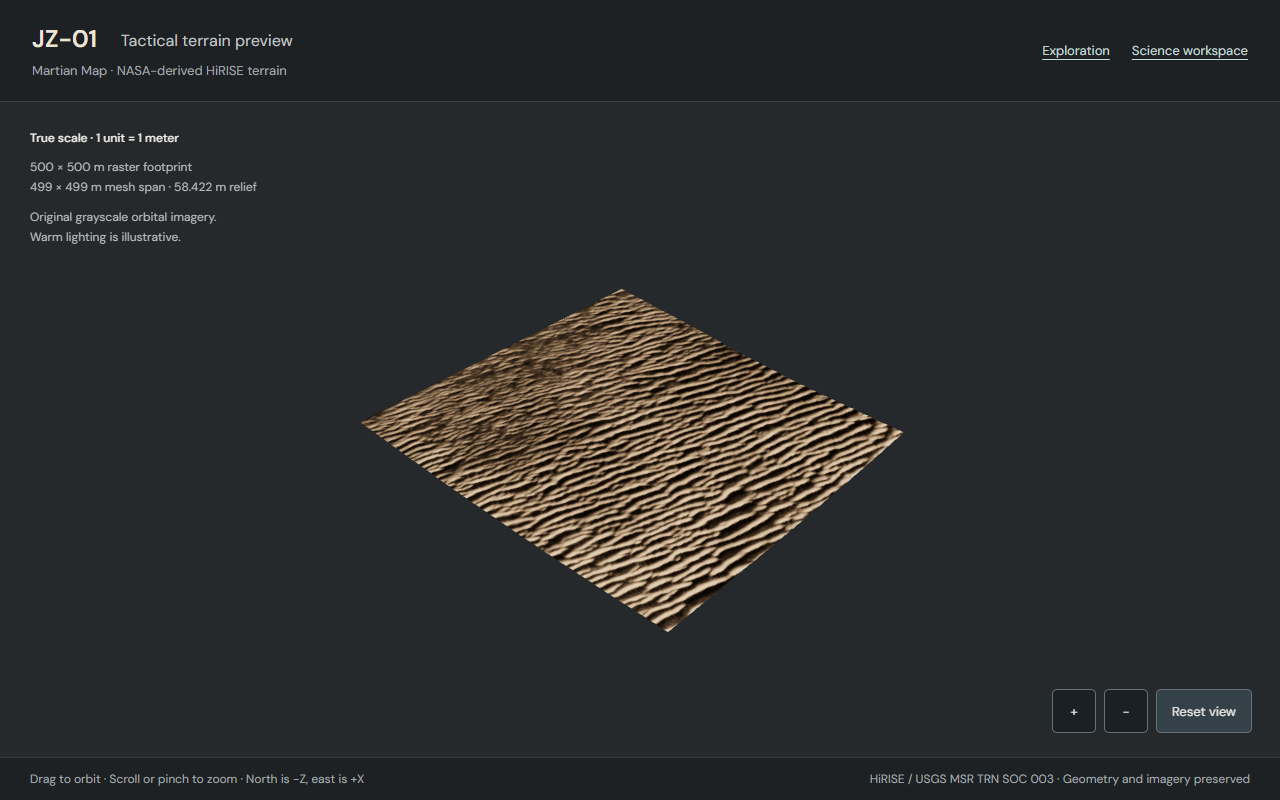 JZ-01 Tactical terrain preview
Martian Map · NASA-derived HiRISE terrain
Exploration Science workspace
True scale · 1 unit = 1 meter
500 × 500 m raster footprint
499 × 499 m mesh span · 58.422 m relief
Original grayscale orbital imagery.
Warm lighting is illustrative.
+ − Reset view
Drag to orbit · Scroll or pinch to zoom · North is −Z, east is +X
HiRISE / USGS MSR TRN SOC 003 · Geometry and imagery preserved